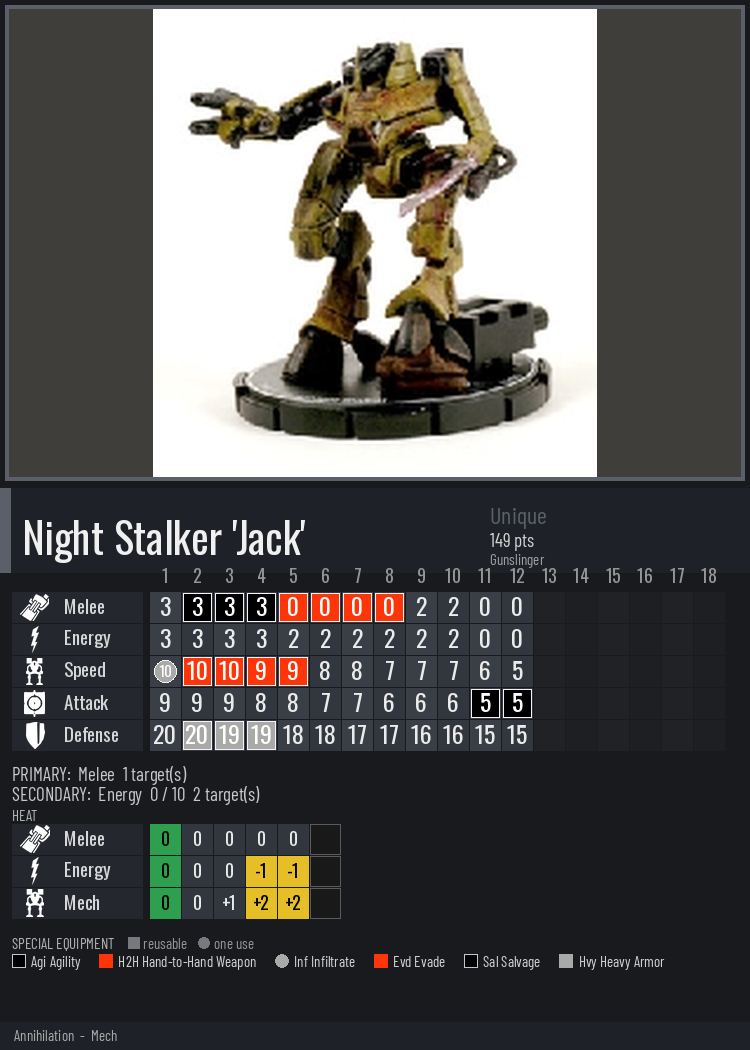 Night Stalker 'Jack'
Unique
149 pts
Gunslinger
1 2 3 4 5 6 7 8 9 10 11 12 13 14 15 16 17 18
Melee 3 3 3 3 0 0 0 0 2 2 0 0
Energy 3 3 3 3 2 2 2 2 2 2 0 0
Speed 10 10 10 9 9 8 8 7 7 7 6 5
Attack 9 9 9 8 8 7 7 6 6 6 5 5
Defense 20 20 19 19 18 18 17 17 16 16 15 15
PRIMARY: Melee 1 target(s)
SECONDARY: Energy 0 / 10 2 target(s)
HEAT
Melee 0 0 0 0 0
Energy 0 0 0 -1 -1
Mech 0 0 +1 +2 +2
SPECIAL EQUIPMENT reusable one use
Agi Agility H2H Hand-to-Hand Weapon Inf Infiltrate Evd Evade Sal Salvage Hvy Heavy Armor
Annihilation - Mech